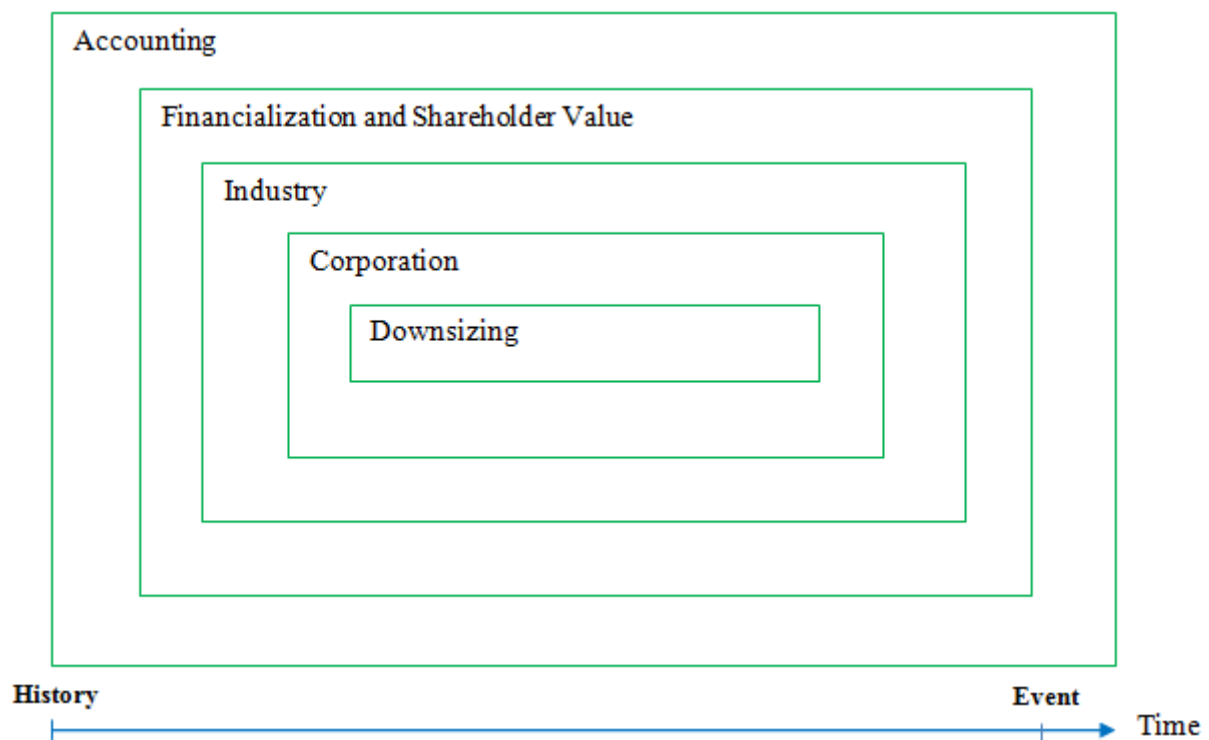 Accounting
Financialization and Shareholder Value
Industry
Corporation
Downsizing
History
Event
Time